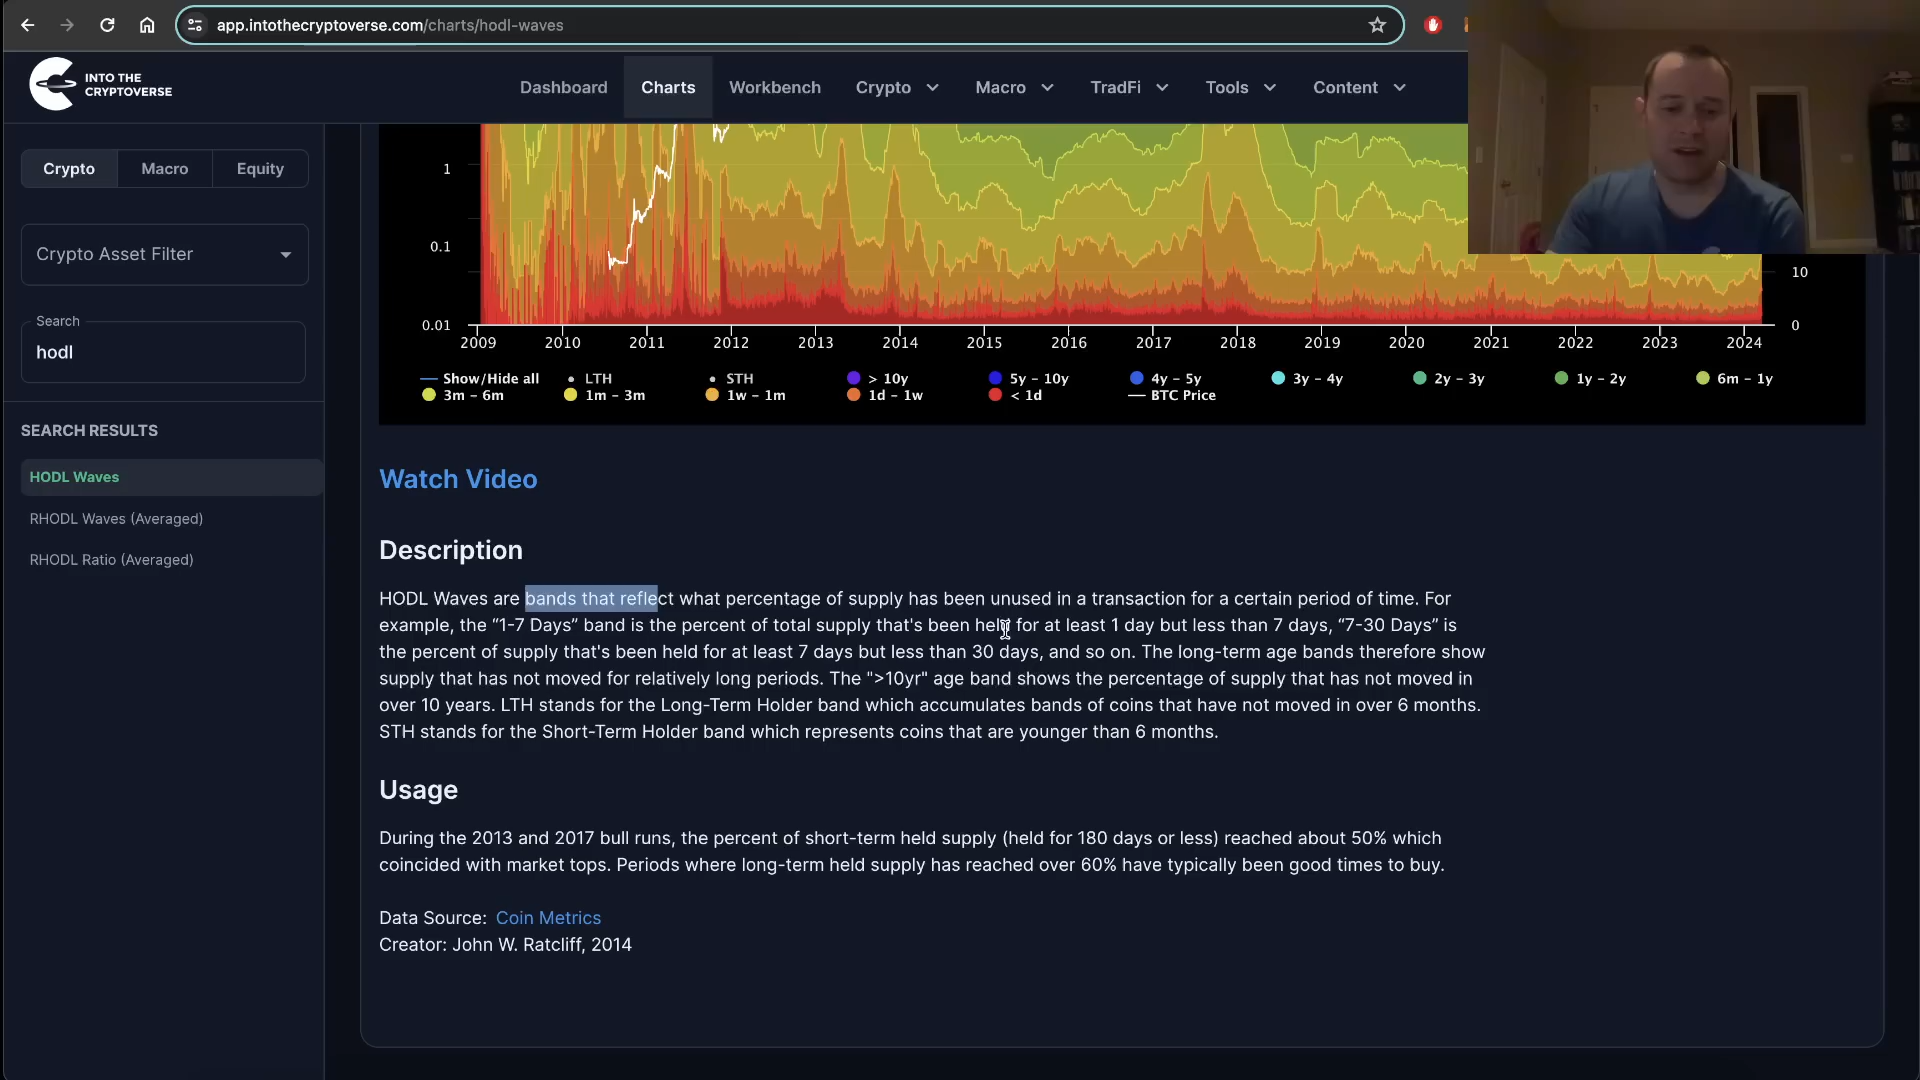 app.intothecryptoverse.com/charts/hodl-waves
INTO THE
CRYPTOVERSE
Dashboard
Charts
Workbench
Crypto
Macro
TradFi
Tools
Content
Crypto
Macro
Equity
Crypto Asset Filter
Search
hodl
SEARCH RESULTS
HODL Waves
RHODL Waves (Averaged)
RHODL Ratio (Averaged)
1
0.1
0.01
10
0
2009 2010 2011 2012 2013 2014 2015 2016 2017 2018 2019 2020 2021 2022 2023 2024
Show/Hide all LTH STH > 10y 5y - 10y 4y - 5y 3y - 4y 2y - 3y 1y - 2y 6m - 1y
3m - 6m 1m - 3m 1w - 1m 1d - 1w < 1d BTC Price
Watch Video
Description
HODL Waves are bands that reflect what percentage of supply has been unused in a transaction for a certain period of time. For
example, the “1-7 Days” band is the percent of total supply that's been held for at least 1 day but less than 7 days, “7-30 Days” is
the percent of supply that's been held for at least 7 days but less than 30 days, and so on. The long-term age bands therefore show
supply that has not moved for relatively long periods. The ">10yr" age band shows the percentage of supply that has not moved in
over 10 years. LTH stands for the Long-Term Holder band which accumulates bands of coins that have not moved in over 6 months.
STH stands for the Short-Term Holder band which represents coins that are younger than 6 months.
Usage
During the 2013 and 2017 bull runs, the percent of short-term held supply (held for 180 days or less) reached about 50% which
coincided with market tops. Periods where long-term held supply has reached over 60% have typically been good times to buy.
Data Source: Coin Metrics
Creator: John W. Ratcliff, 2014